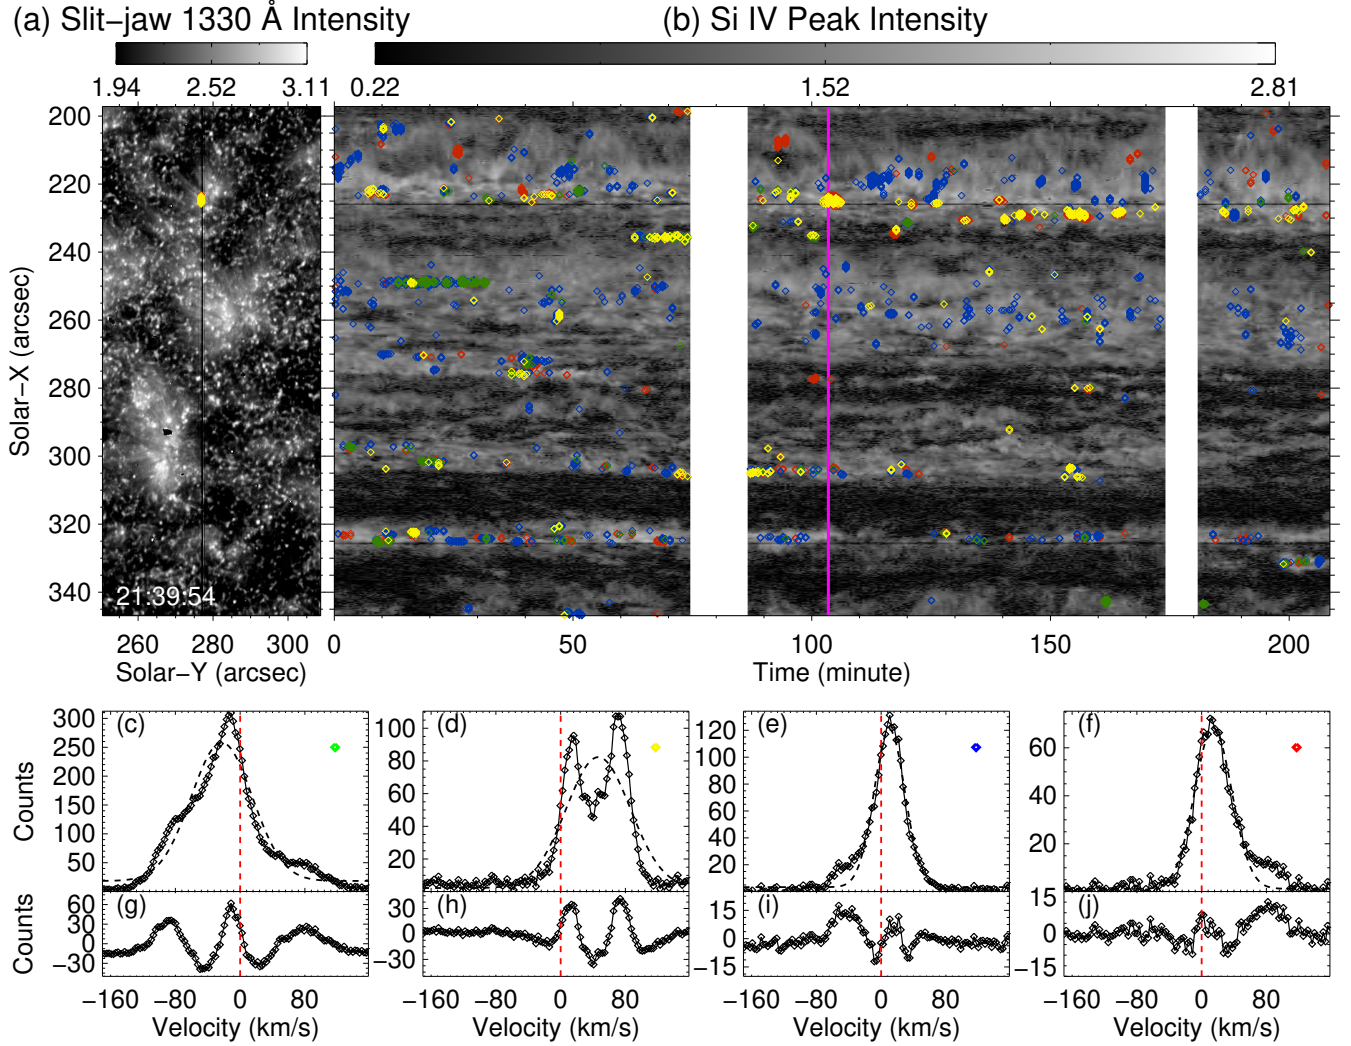 (a) Slit−jaw 1330 Å Intensity
(b) Si IV Peak Intensity
1.94 2.52 3.11
0.22 1.52 2.81
Solar−X (arcsec)
200
220
240
260
280
300
320
340
21:39:54
260 280 300
Solar−Y (arcsec)
0 50 100 150 200
Time (minute)
(c)
Counts
300
250
200
150
100
50
(d)
100
80
60
40
20
(e)
120
100
80
60
40
20
(f)
60
40
20
(g)
Counts
60
30
0
−30
(h)
30
0
−30
(i)
15
0
−15
(j)
15
0
−15
−160 −80 0 80
Velocity (km/s)
−160 −80 0 80
Velocity (km/s)
−160 −80 0 80
Velocity (km/s)
−160 −80 0 80
Velocity (km/s)